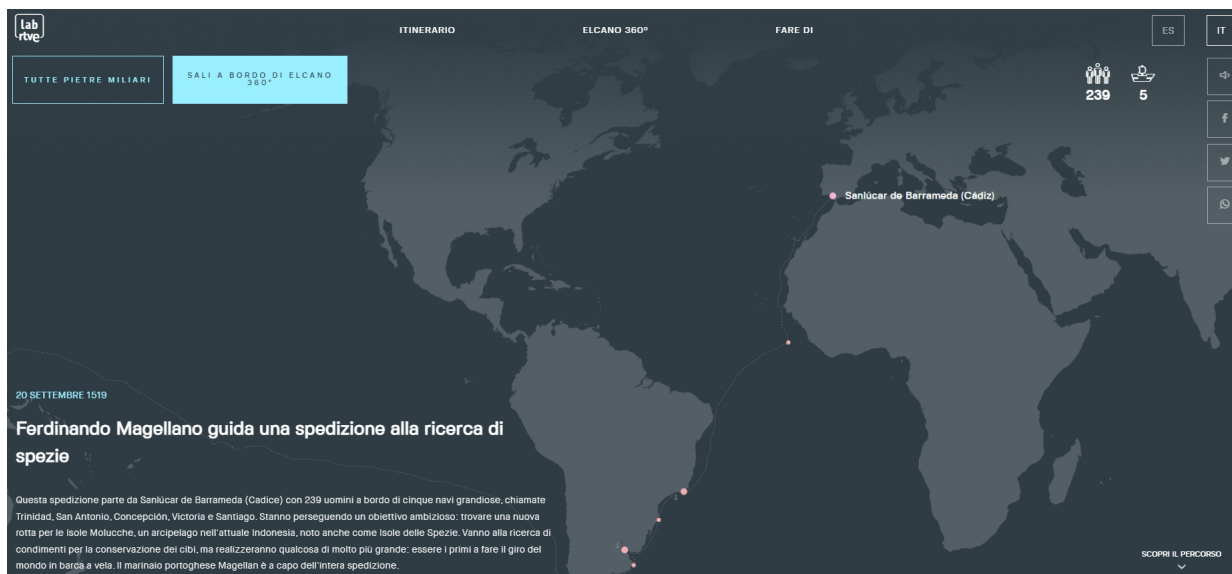 lab
rtve
ITINERARIO
ELCANO 360º
FARE DI
ES
IT
TUTTE PIETRE MILIARI
SALI A BORDO DI ELCANO
360°
239
5
Sanlúcar de Barrameda (Cádiz)
20 SETTEMBRE 1519
Ferdinando Magellano guida una spedizione alla ricerca di
spezie
Questa spedizione parte da Sanlúcar de Barrameda (Cadice) con 239 uomini a bordo di cinque navi grandiose, chiamate
Trinidad, San Antonio, Concepción, Victoria e Santiago. Stanno perseguendo un obiettivo ambizioso: trovare una nuova
rotta per le Isole Molucche, un arcipelago nell'attuale Indonesia, noto anche come Isole delle Spezie. Vanno alla ricerca di
condimenti per la conservazione dei cibi, ma realizzeranno qualcosa di molto più grande: essere i primi a fare il giro del
mondo in barca a vela. Il marinaio portoghese Magellan è a capo dell'intera spedizione.
SCOPRI IL PERCORSO